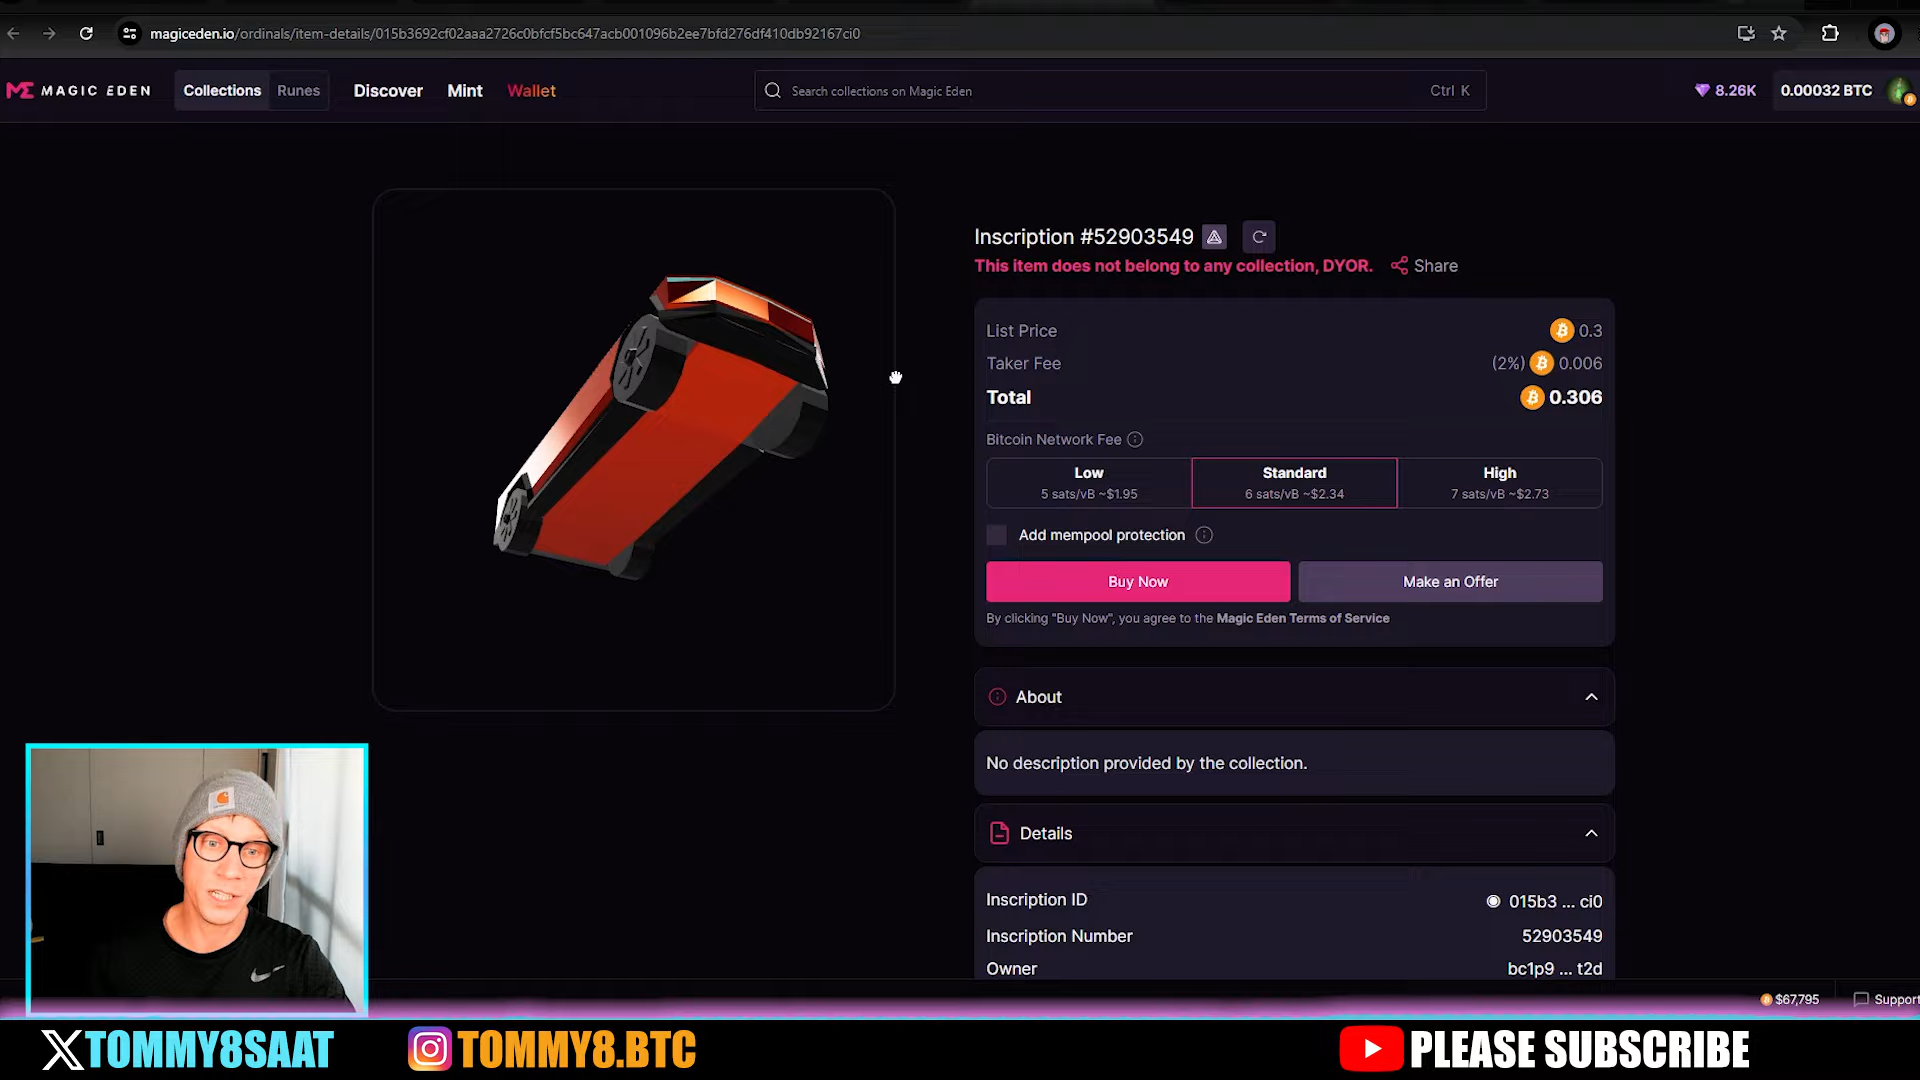 magiceden.io/ordinals/item-details/015b3692cf02aaa2726c0bfcf5bc647acb001096b2ee7bfd276df410db92167ci0
MAGIC EDEN
Collections
Runes
Discover
Mint
Wallet
Search collections on Magic Eden
Ctrl K
8.26K
0.00032 BTC
Inscription #52903549
This item does not belong to any collection, DYOR.
Share
List Price
0.3
Taker Fee
(2%) 0.006
Total
0.306
Bitcoin Network Fee
Low
5 sats/vB ~$1.95
Standard
6 sats/vB ~$2.34
High
7 sats/vB ~$2.73
Add mempool protection
Buy Now
Make an Offer
By clicking "Buy Now", you agree to the Magic Eden Terms of Service
About
No description provided by the collection.
Details
Inscription ID
015b3 ... ci0
Inscription Number
52903549
Owner
bc1p9 ... t2d
$67,795
Support
TOMMY8SAAT
TOMMY8.BTC
PLEASE SUBSCRIBE